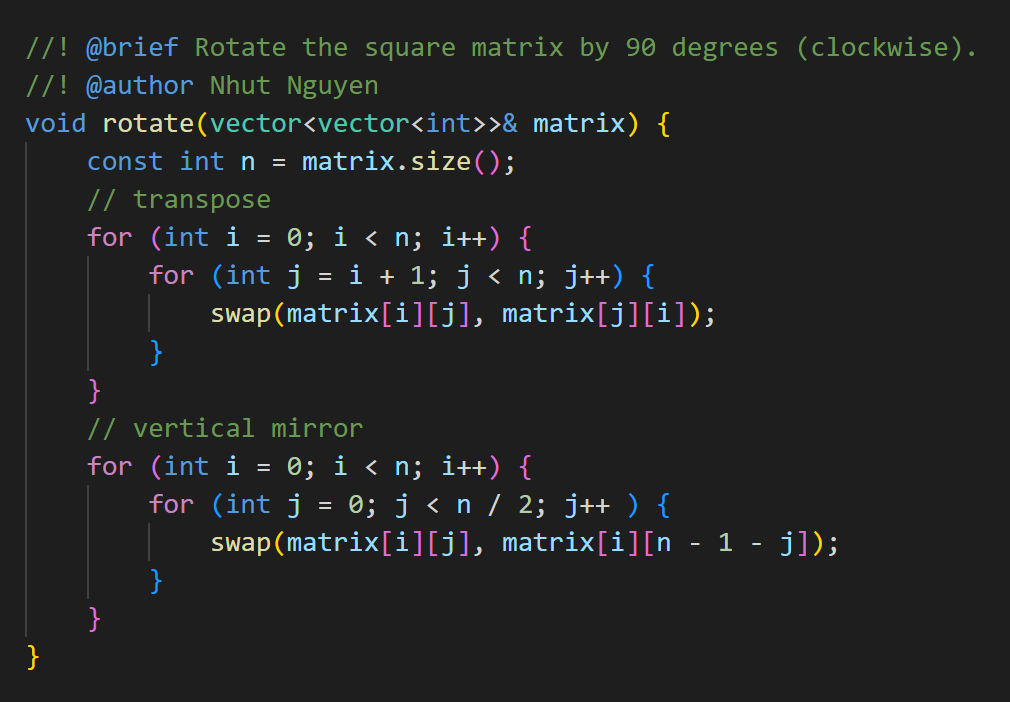 //! @brief Rotate the square matrix by 90 degrees (clockwise).
//! @author Nhut Nguyen
void rotate(vector<vector<int>>& matrix) {
    const int n = matrix.size();
    // transpose
    for (int i = 0; i < n; i++) {
        for (int j = i + 1; j < n; j++) {
            swap(matrix[i][j], matrix[j][i]);
        }
    }
    // vertical mirror
    for (int i = 0; i < n; i++) {
        for (int j = 0; j < n / 2; j++ ) {
            swap(matrix[i][j], matrix[i][n - 1 - j]);
        }
    }
}